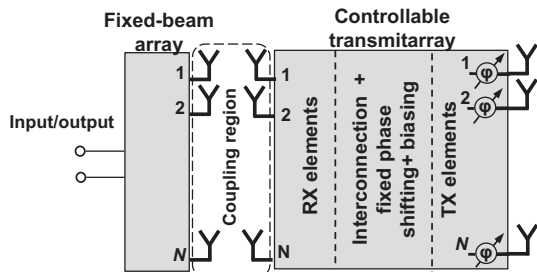 Fixed-beam
array
Controllable
transmitarray
Input/output
1
2
N
Coupling region
1
2
N
RX elements
Interconnection +
fixed phase
shifting+ biasing
TX elements
1
φ
2
φ
N
φ